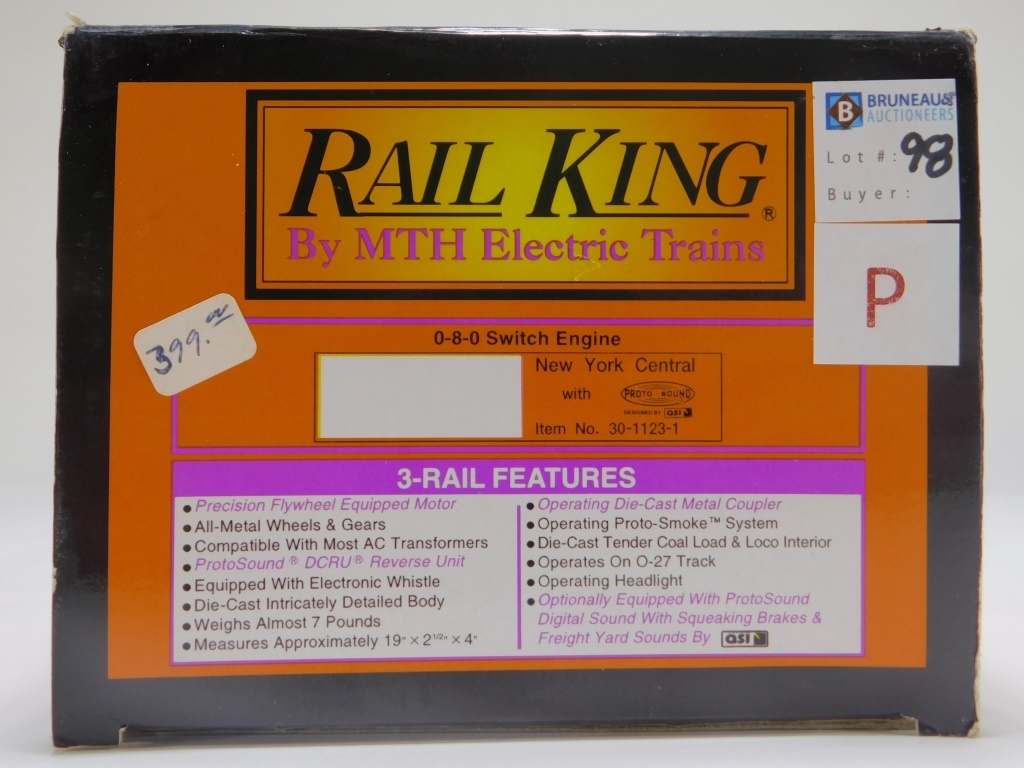 RAIL KING®
By MTH Electric Trains
B BRUNEAU &
AUCTIONEERS
Lot #: 98
Buyer:
P
399.00
0-8-0 Switch Engine
New York Central
with PROTO SOUND
DESIGNED BY QSI
Item No. 30-1123-1
3-RAIL FEATURES
● Precision Flywheel Equipped Motor
● All-Metal Wheels & Gears
● Compatible With Most AC Transformers
● ProtoSound® DCRU® Reverse Unit
● Equipped With Electronic Whistle
● Die-Cast Intricately Detailed Body
● Weighs Almost 7 Pounds
● Measures Approximately 19" × 2 1/2" × 4"
● Operating Die-Cast Metal Coupler
● Operating Proto-Smoke™ System
● Die-Cast Tender Coal Load & Loco Interior
● Operates On O-27 Track
● Operating Headlight
● Optionally Equipped With ProtoSound
Digital Sound With Squeaking Brakes &
Freight Yard Sounds By QSI